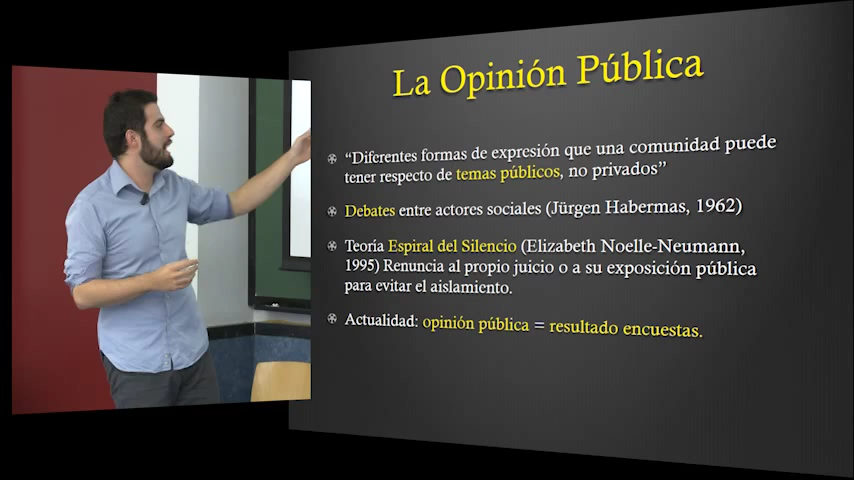 La Opinión Pública
“Diferentes formas de expresión que una comunidad puede
tener respecto de temas públicos, no privados”
Debates entre actores sociales (Jürgen Habermas, 1962)
Teoría Espiral del Silencio (Elizabeth Noelle-Neumann,
1995) Renuncia al propio juicio o a su exposición pública
para evitar el aislamiento.
Actualidad: opinión pública = resultado encuestas.